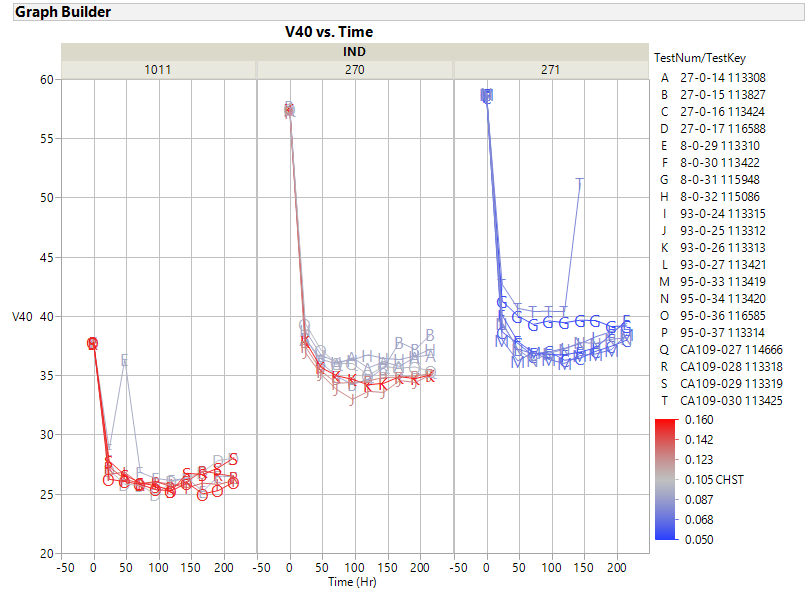 Graph Builder
V40 vs. Time
IND
1011 270 271
TestNum/TestKey
A 27-0-14 113308
B 27-0-15 113827
C 27-0-16 113424
D 27-0-17 116588
E 8-0-29 113310
F 8-0-30 113422
G 8-0-31 115948
H 8-0-32 115086
I 93-0-24 113315
J 93-0-25 113312
K 93-0-26 113313
L 93-0-27 113421
M 95-0-33 113419
N 95-0-34 113420
O 95-0-36 116585
P 95-0-37 113314
Q CA109-027 114666
R CA109-028 113318
S CA109-029 113319
T CA109-030 113425
0.160
0.142
0.123
0.105 CHST
0.087
0.068
0.050
60
55
50
45
V40 40
35
30
25
20
-50 0 50 100 150 200 -50 0 50 100 150 200 -50 0 50 100 150 200
Time (Hr)